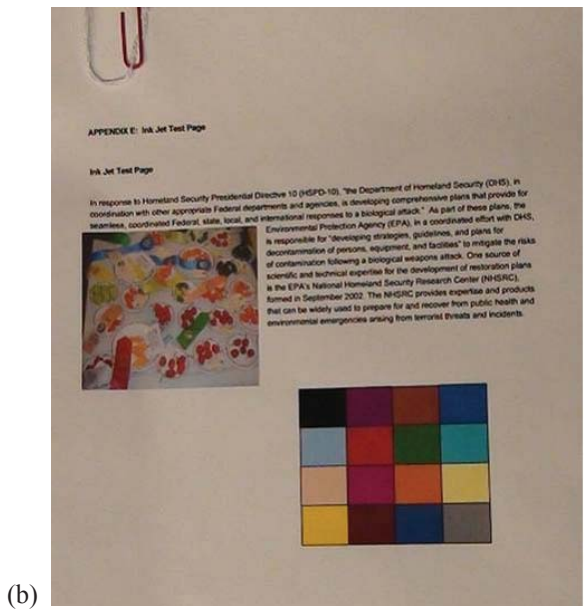 APPENDIX E: Ink Jet Test Page
Ink Jet Test Page
In response to Homeland Security Presidential Directive 10 (HSPD-10), "the Department of Homeland Security (DHS), in
coordination with other appropriate Federal departments and agencies, is developing comprehensive plans that provide for
seamless, coordinated Federal, state, local, and international responses to a biological attack." As part of these plans, the
Environmental Protection Agency (EPA), in a coordinated effort with DHS,
is responsible for "developing strategies, guidelines, and plans for
decontamination of persons, equipment, and facilities" to mitigate the risks
of contamination following a biological weapons attack. One source of
scientific and technical expertise for the development of restoration plans
is the EPA's National Homeland Security Research Center (NHSRC),
formed in September 2002. The NHSRC provides expertise and products
that can be widely used to prepare for and recover from public health and
environmental emergencies arising from terrorist threats and incidents.
(b)